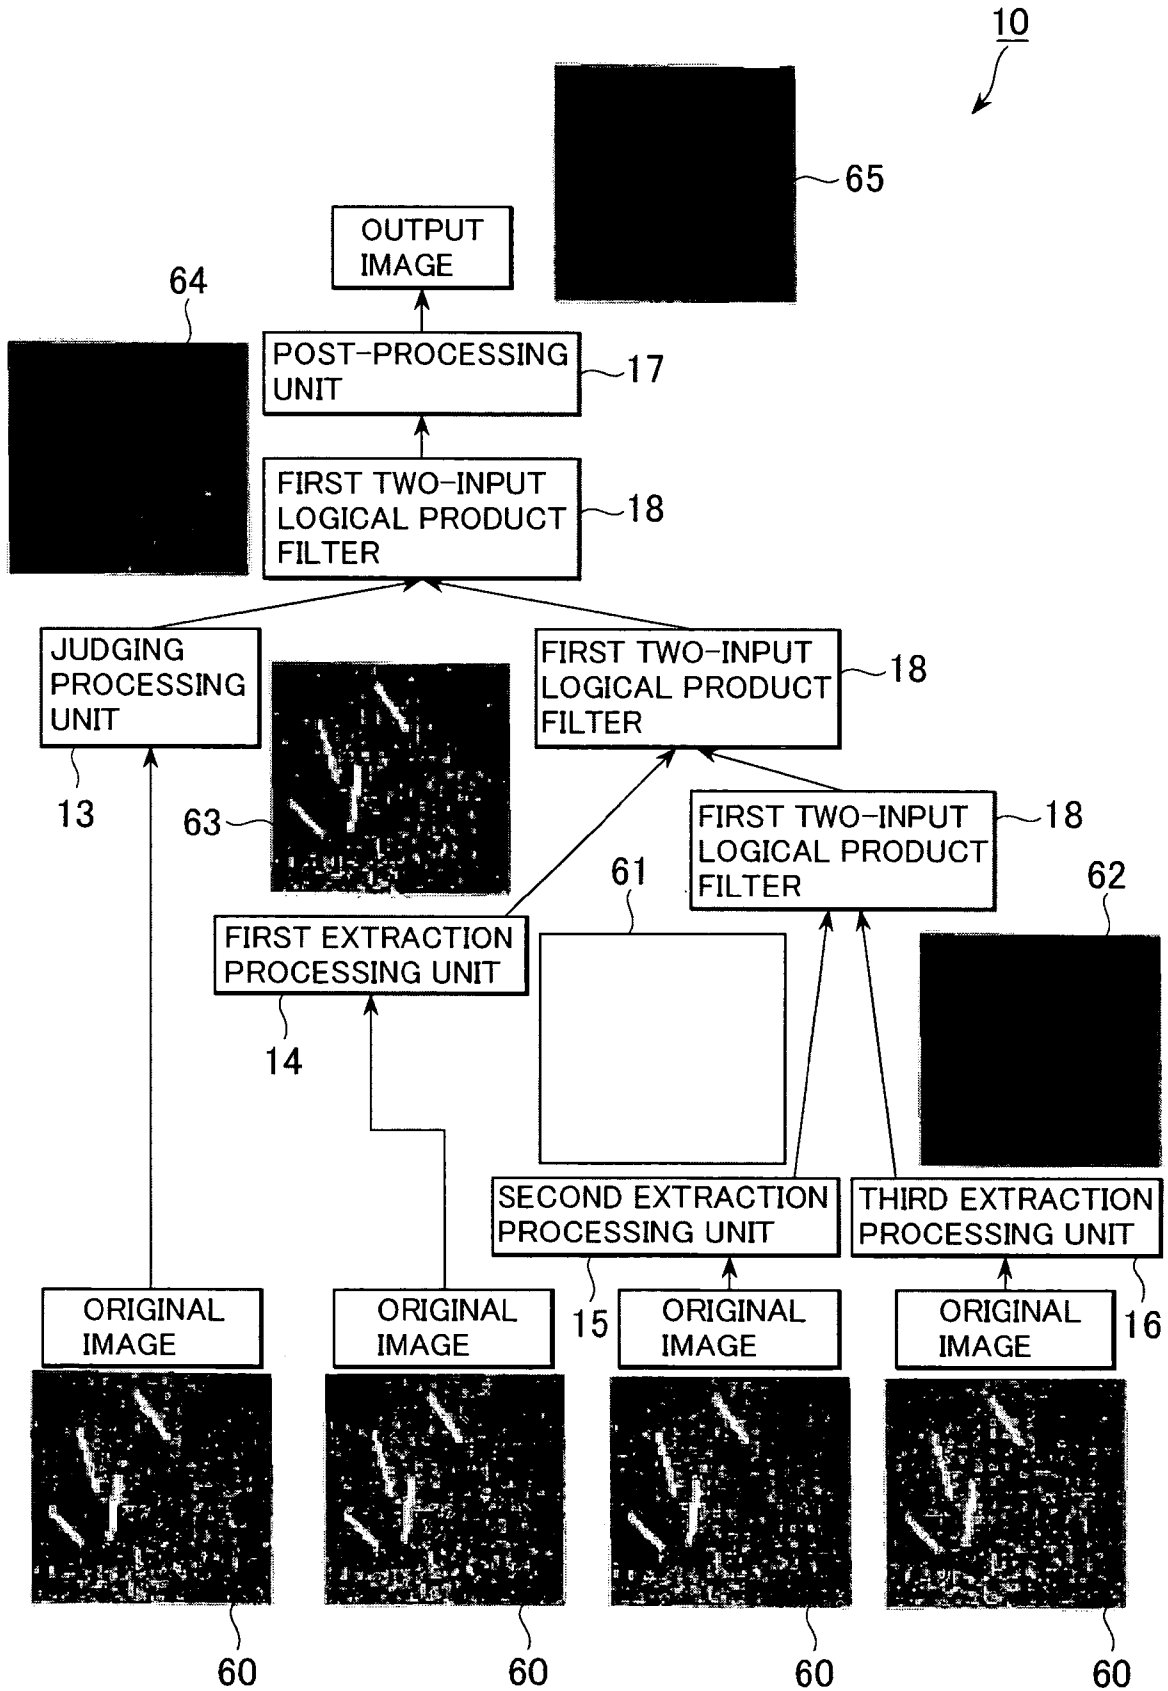 10
65
OUTPUT
IMAGE
64
POST-PROCESSING
UNIT
17
FIRST TWO-INPUT
LOGICAL PRODUCT
FILTER
18
JUDGING
PROCESSING
UNIT
13
FIRST TWO-INPUT
LOGICAL PRODUCT
FILTER
18
63
FIRST TWO-INPUT
LOGICAL PRODUCT
FILTER
18
61
62
FIRST EXTRACTION
PROCESSING UNIT
14
SECOND EXTRACTION
PROCESSING UNIT
15
THIRD EXTRACTION
PROCESSING UNIT
16
ORIGINAL
IMAGE
ORIGINAL
IMAGE
ORIGINAL
IMAGE
ORIGINAL
IMAGE
60
60
60
60